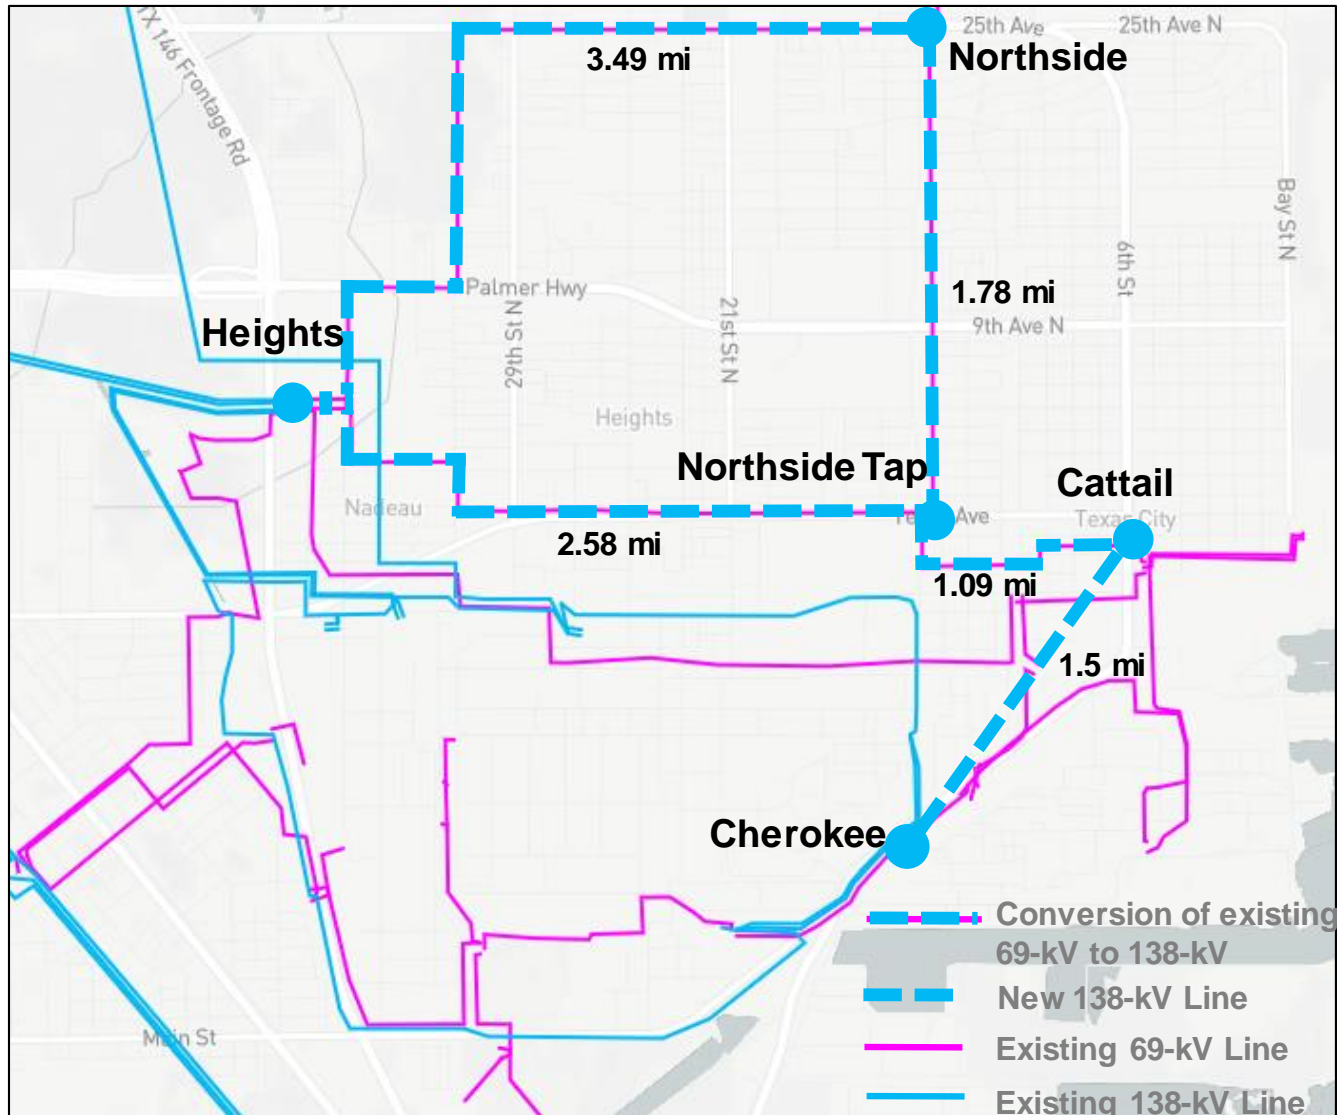 25th Ave
25th Ave N
3.49 mi
Northside
TX 146 Frontage Rd
Bay St N
6th St
Palmer Hwy
1.78 mi
Heights
29th St N
21st St N
9th Ave N
Heights
Northside Tap
Cattail
Nadeau
Ave
Texas City
2.58 mi
1.09 mi
1.5 mi
Cherokee
Conversion of existing
69-kV to 138-kV
New 138-kV Line
Main St
Existing 69-kV Line
Existing 138-kV Line